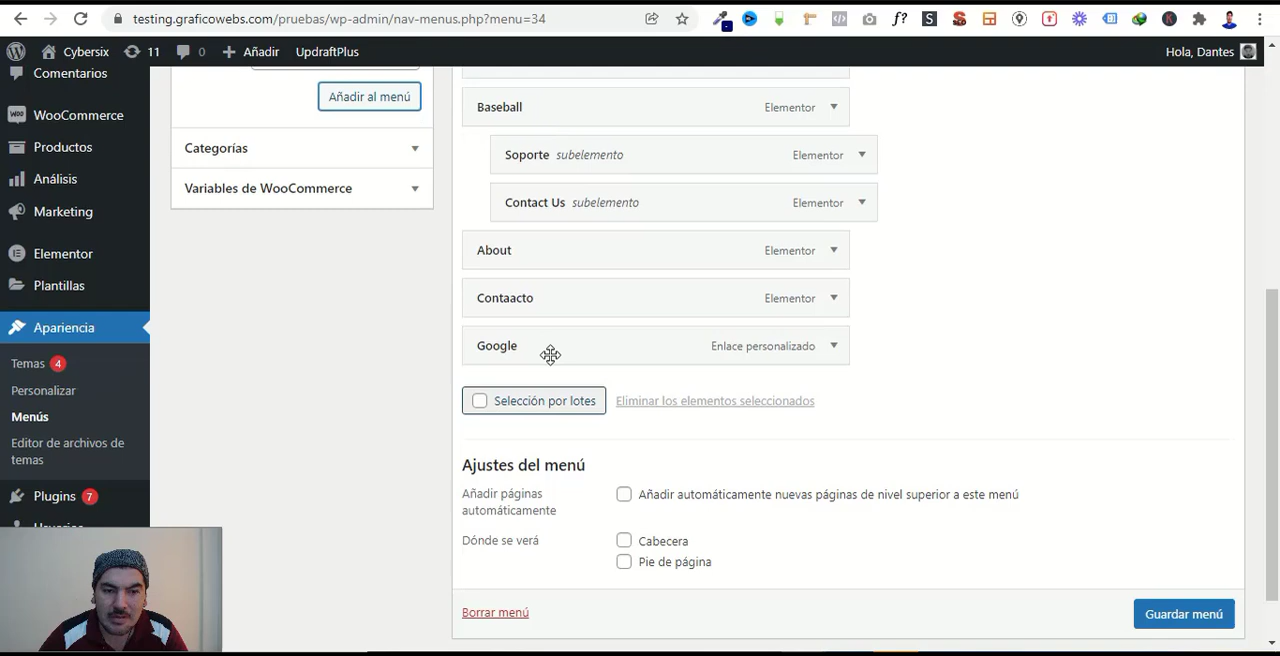 testing.graficowebs.com/pruebas/wp-admin/nav-menus.php?menu=34
Cybersix 11 0 Añadir UpdraftPlus Hola, Dantes
Comentarios
WooCommerce
Productos
Análisis
Marketing
Elementor
Plantillas
Apariencia
Temas 4
Personalizar
Menús
Editor de archivos de
temas
Plugins 7
Añadir al menú
Categorías
Variables de WooCommerce
Baseball Elementor
Soporte subelemento Elementor
Contact Us subelemento Elementor
About Elementor
Contaacto Elementor
Google Enlace personalizado
Selección por lotes Eliminar los elementos seleccionados
Ajustes del menú
Añadir páginas
automáticamente
Añadir automáticamente nuevas páginas de nivel superior a este menú
Dónde se verá
Cabecera
Pie de página
Borrar menú Guardar menú